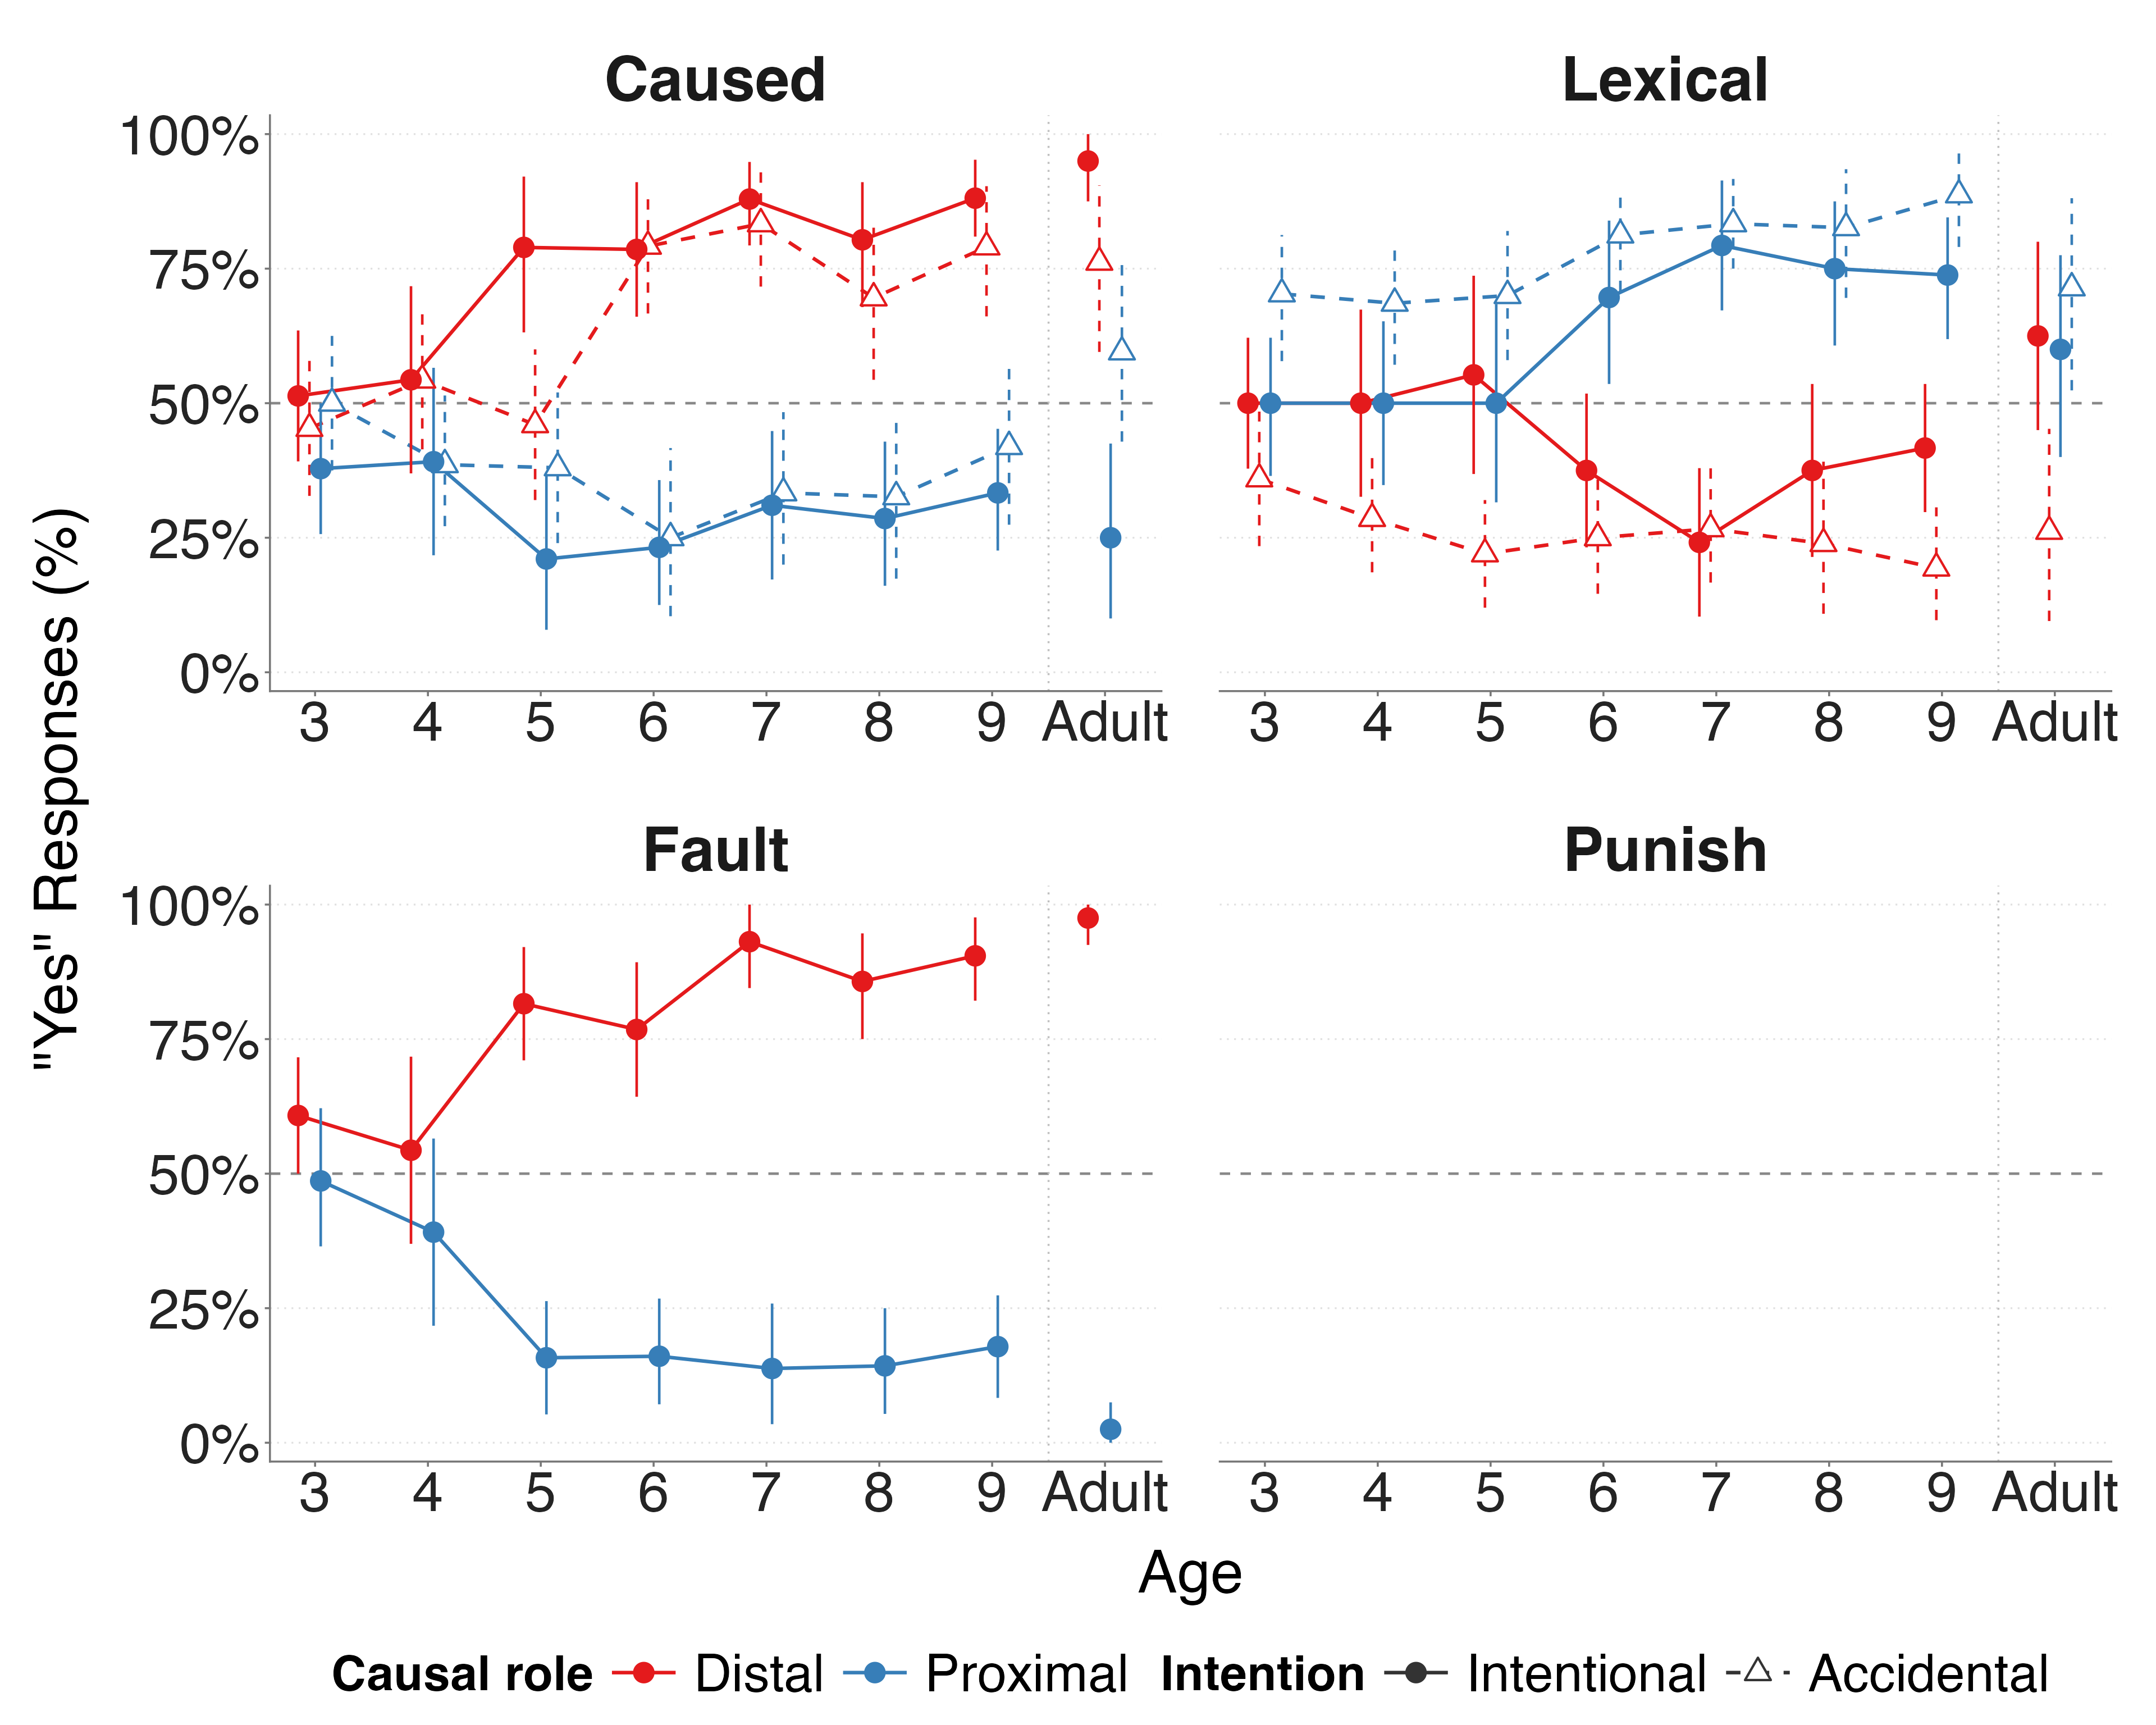 Caused
Lexical
100%
75%
50%
25%
0%
3 4 5 6 7 8 9 Adult
3 4 5 6 7 8 9 Adult
"Yes" Responses (%)
Fault
Punish
100%
75%
50%
25%
0%
3 4 5 6 7 8 9 Adult
3 4 5 6 7 8 9 Adult
Age
Causal role Distal Proximal Intention Intentional Accidental